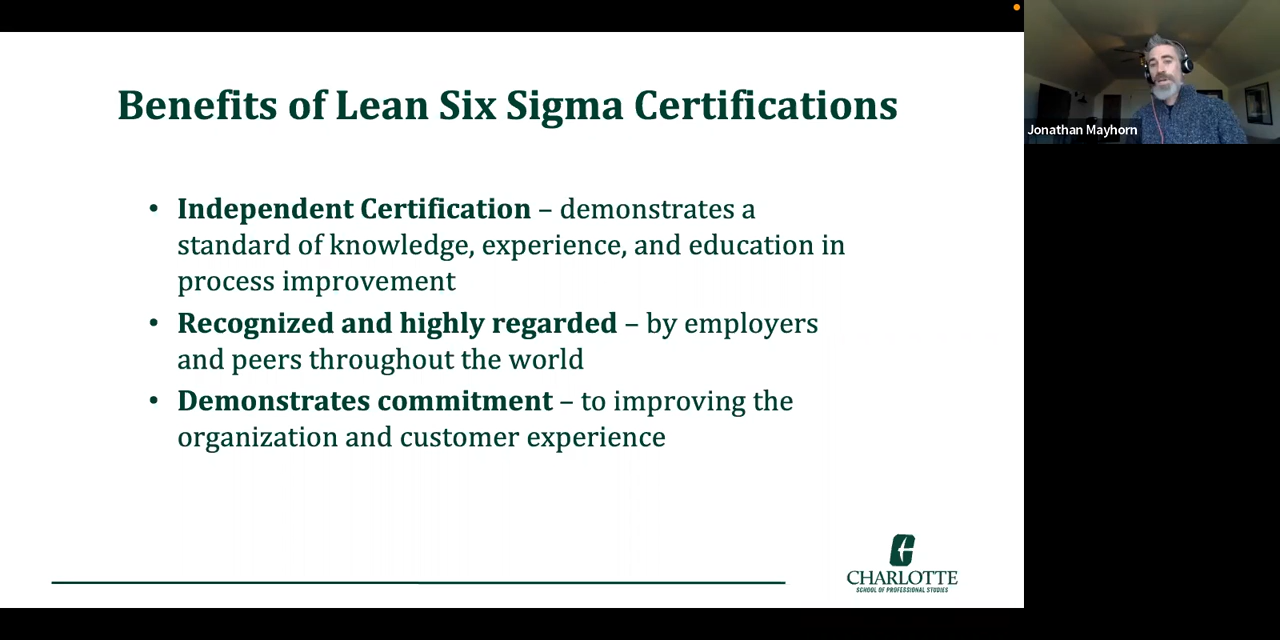 Benefits of Lean Six Sigma Certifications
• Independent Certification – demonstrates a
standard of knowledge, experience, and education in
process improvement
• Recognized and highly regarded – by employers
and peers throughout the world
• Demonstrates commitment – to improving the
organization and customer experience
CHARLOTTE
SCHOOL OF PROFESSIONAL STUDIES
Jonathan Mayhorn